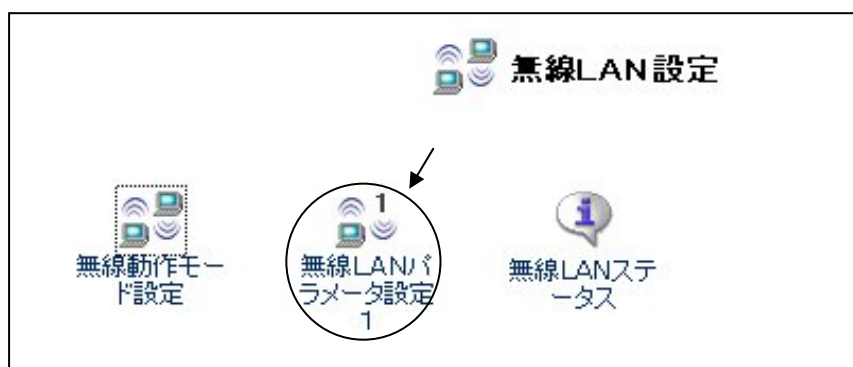 無線LAN設定
1
無線動作モー
ド設定
無線LANパ
ラメータ設定
1
無線LANステ
ータス